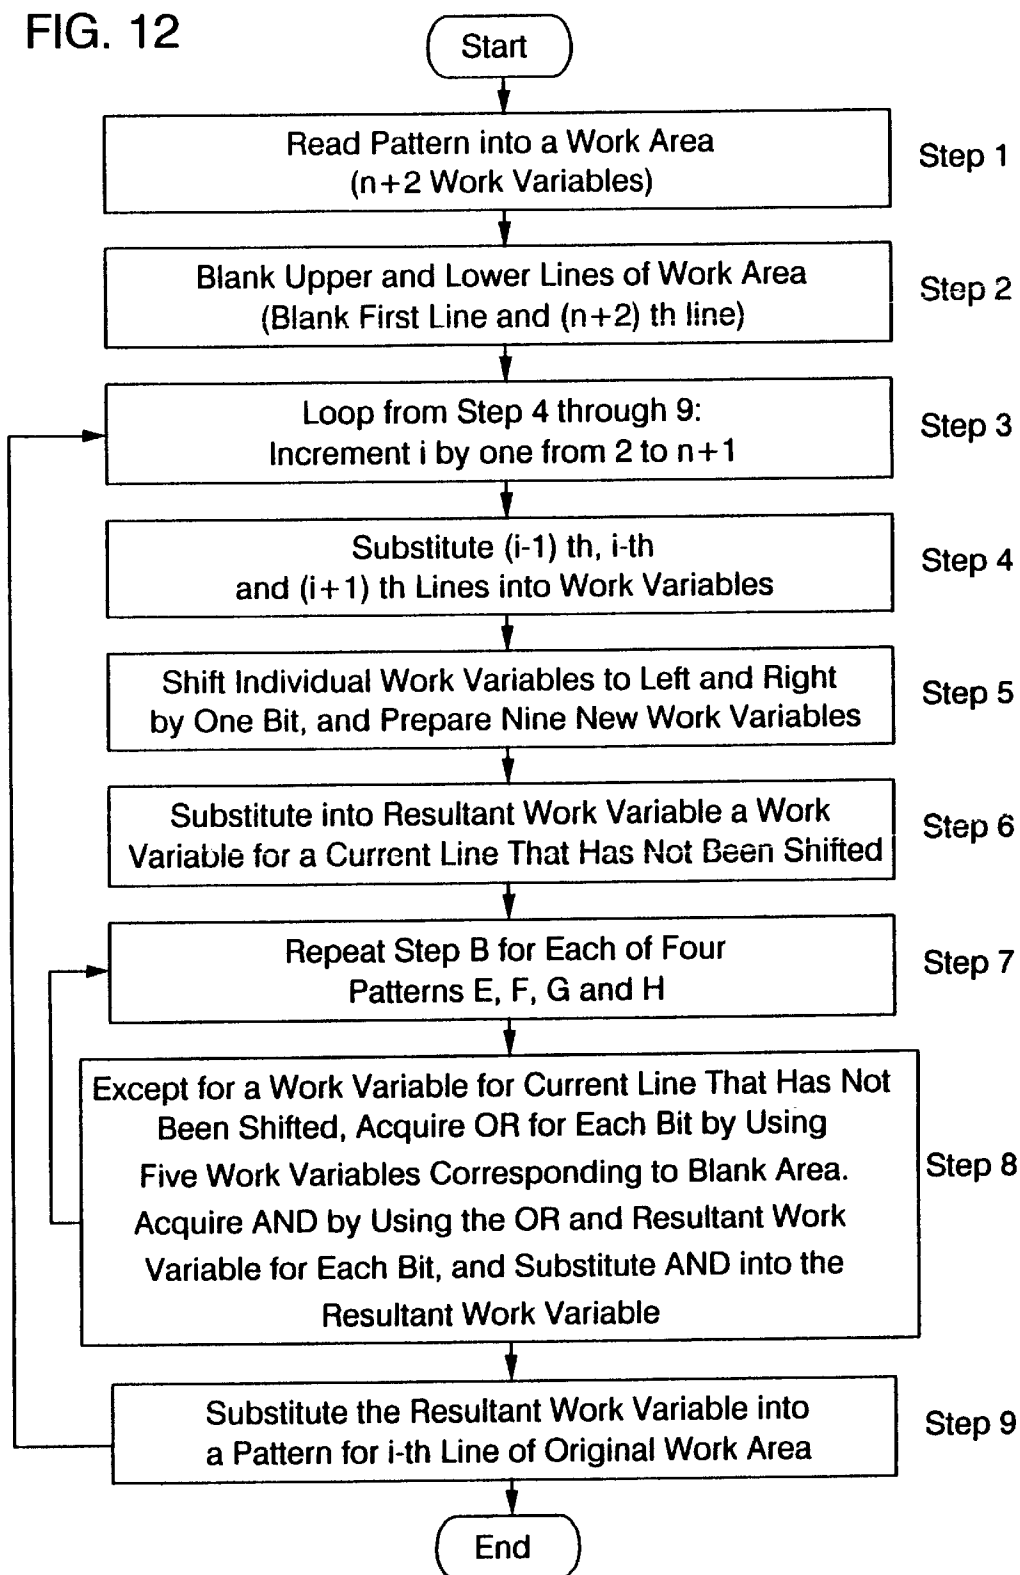 FIG. 12
Start
Read Pattern into a Work Area
(n+2 Work Variables)
Step 1
Blank Upper and Lower Lines of Work Area
(Blank First Line and (n+2) th line)
Step 2
Loop from Step 4 through 9:
Increment i by one from 2 to n+1
Step 3
Substitute (i-1) th, i-th
and (i+1) th Lines into Work Variables
Step 4
Shift Individual Work Variables to Left and Right
by One Bit, and Prepare Nine New Work Variables
Step 5
Substitute into Resultant Work Variable a Work
Variable for a Current Line That Has Not Been Shifted
Step 6
Repeat Step B for Each of Four
Patterns E, F, G and H
Step 7
Except for a Work Variable for Current Line That Has Not
Been Shifted, Acquire OR for Each Bit by Using
Five Work Variables Corresponding to Blank Area.
Acquire AND by Using the OR and Resultant Work
Variable for Each Bit, and Substitute AND into the
Resultant Work Variable
Step 8
Substitute the Resultant Work Variable into
a Pattern for i-th Line of Original Work Area
Step 9
End